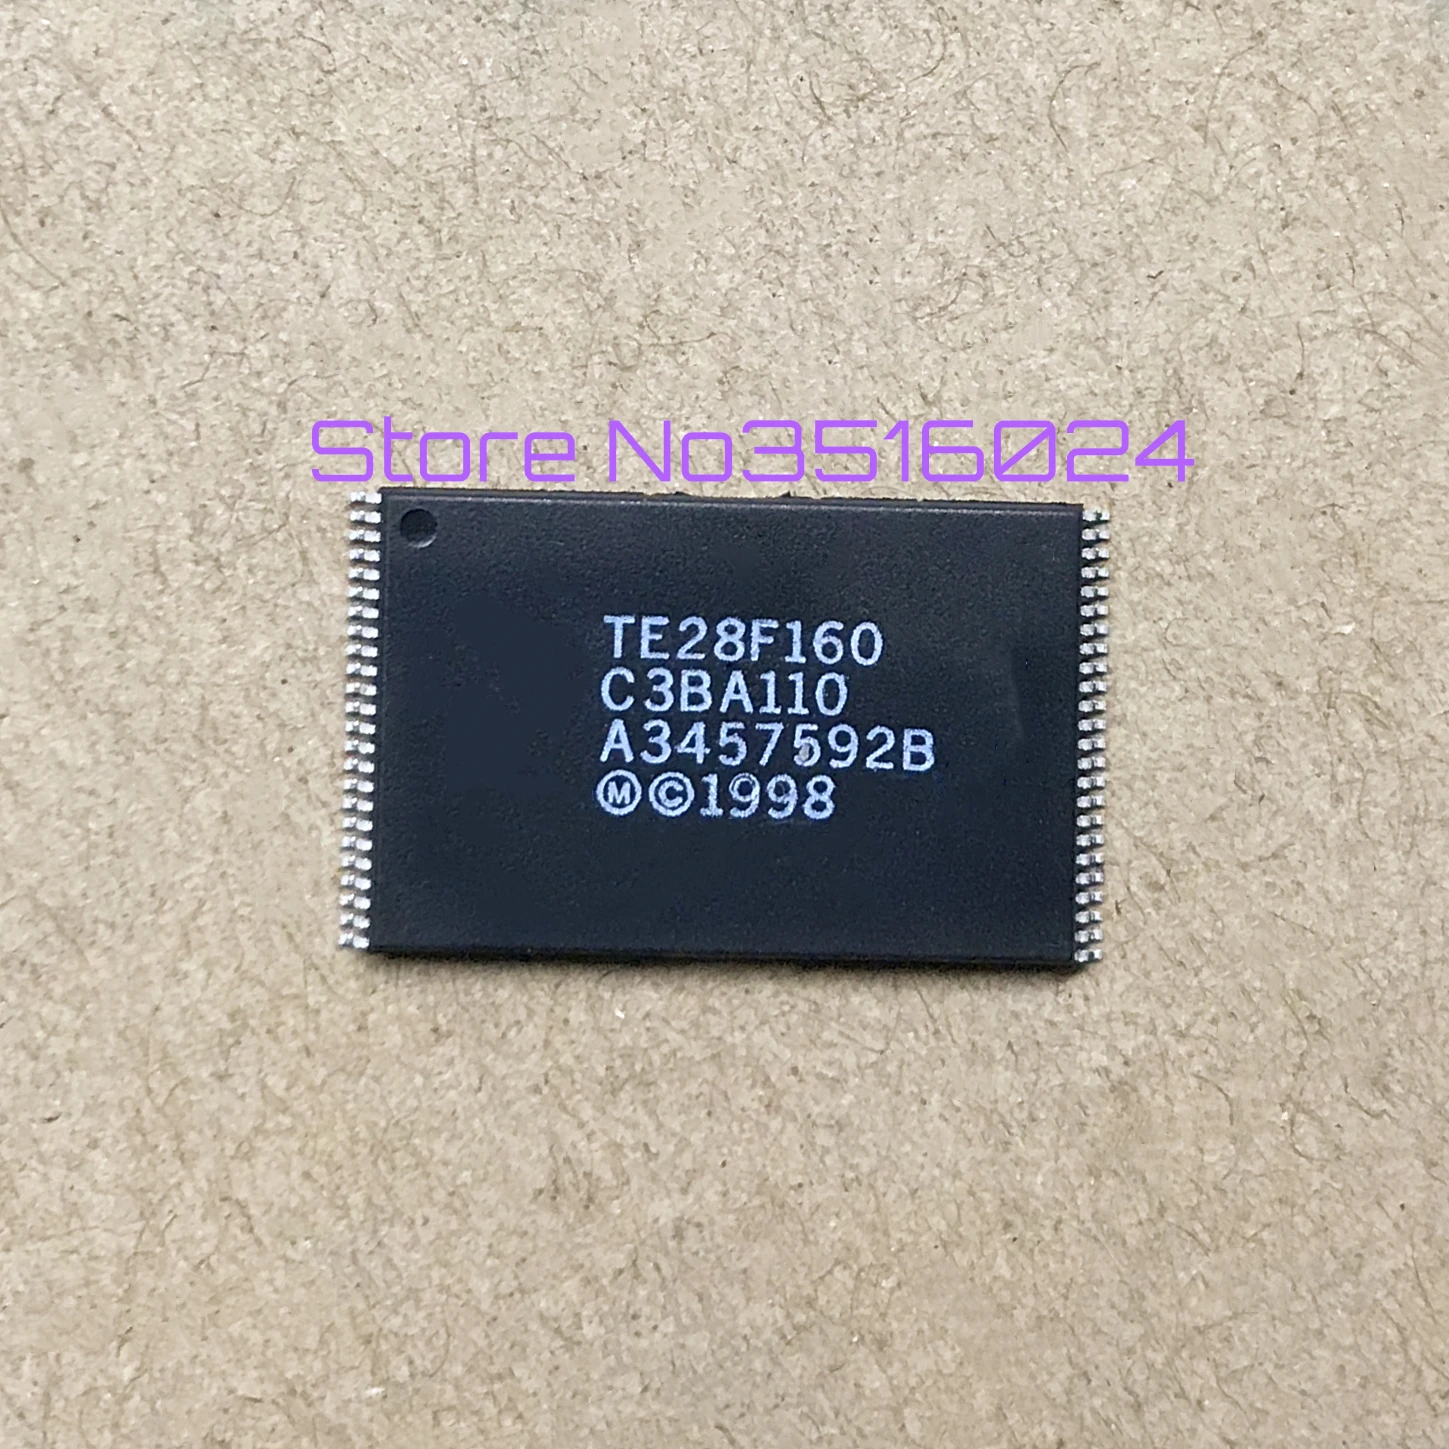 Store No3516024
TE28F160
C3BA110
A3457592B
Ⓜ©1998